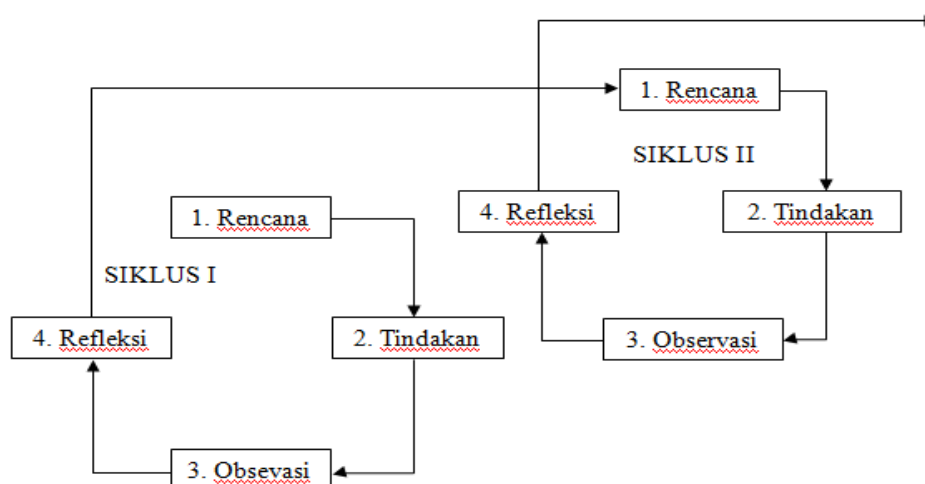 1. Rencana
SIKLUS II
4. Refleksi
2. Tindakan
3. Observasi
1. Rencana
SIKLUS I
4. Refleksi
2. Tindakan
3. Obsevasi